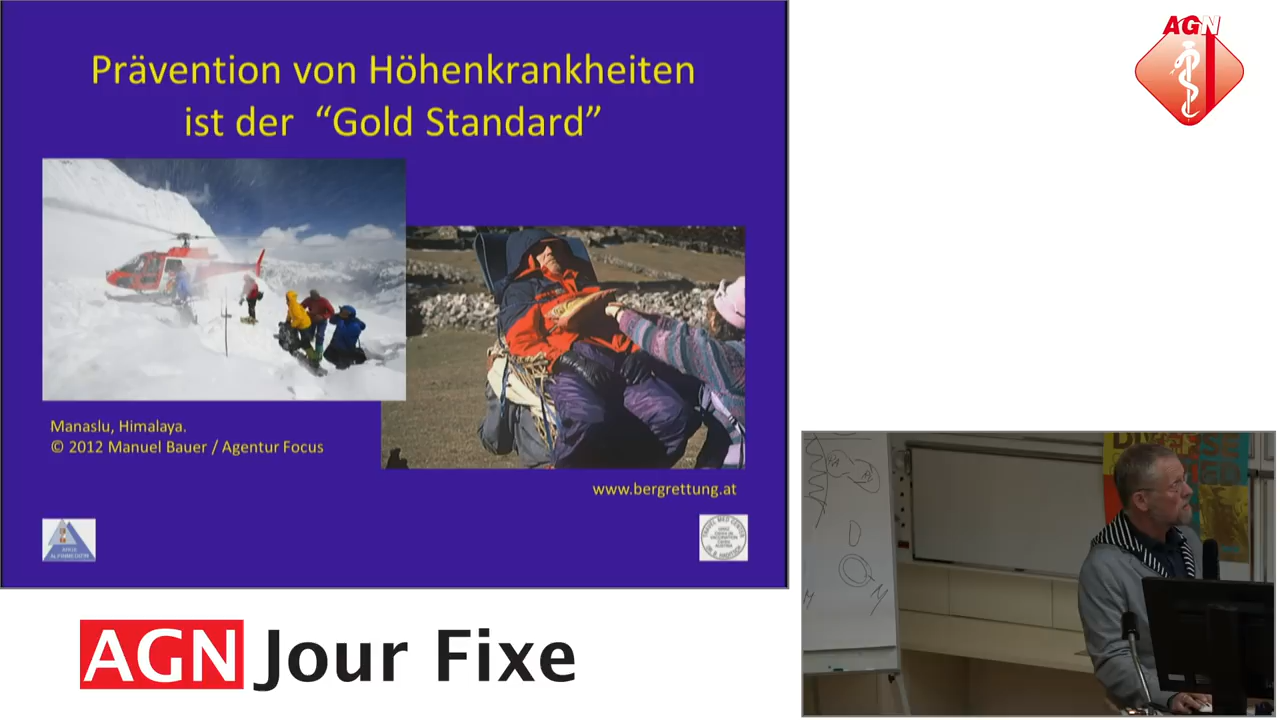 Prävention von Höhenkrankheiten
ist der “Gold Standard”
Manaslu, Himalaya.
© 2012 Manuel Bauer / Agentur Focus
www.bergrettung.at
AGN
AGN Jour Fixe